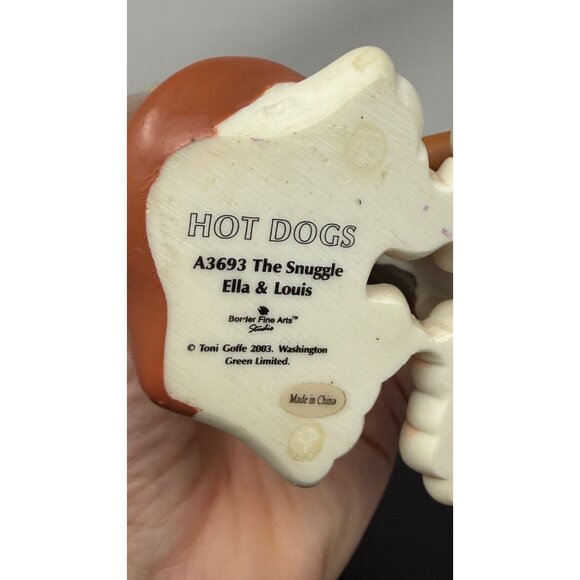 HOT DOGS
A3693 The Snuggle
Ella & Louis
Border Fine Arts™
Studio
© Toni Goffe 2003. Washington
Green Limited.
Made in China